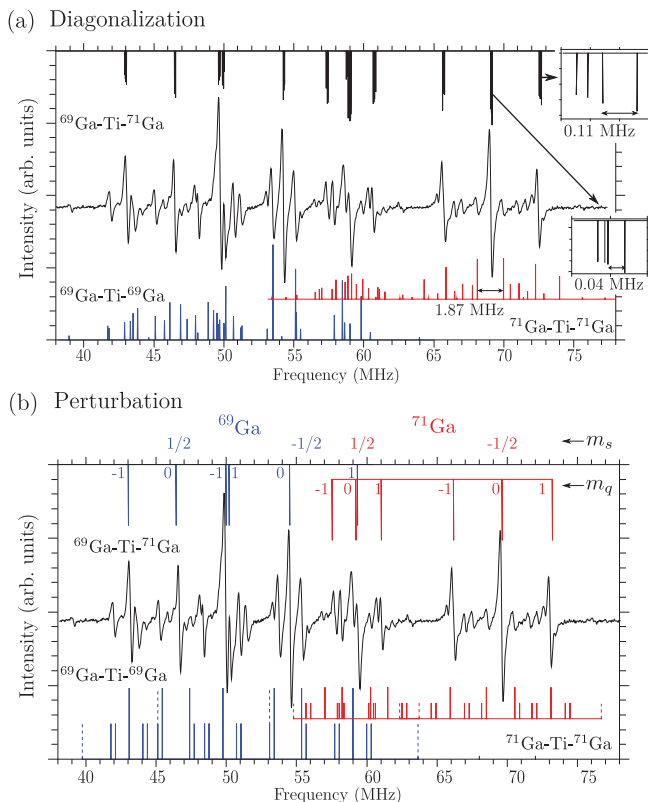 (a) Diagonalization
⁶⁹Ga-Ti-⁷¹Ga
0.11 MHz
Intensity (arb. units)
0.04 MHz
⁶⁹Ga-Ti-⁶⁹Ga
1.87 MHz
⁷¹Ga-Ti-⁷¹Ga
40 45 50 55 60 65 70 75
Frequency (MHz)
(b) Perturbation
⁶⁹Ga ⁷¹Ga
1/2 -1/2 1/2 -1/2 ← mₛ
-1 0 -1 1 0 1
-1 0 1 -1 0 1 ← m_q
⁶⁹Ga-Ti-⁷¹Ga
Intensity (arb. units)
⁶⁹Ga-Ti-⁶⁹Ga
⁷¹Ga-Ti-⁷¹Ga
40 45 50 55 60 65 70 75
Frequency (MHz)